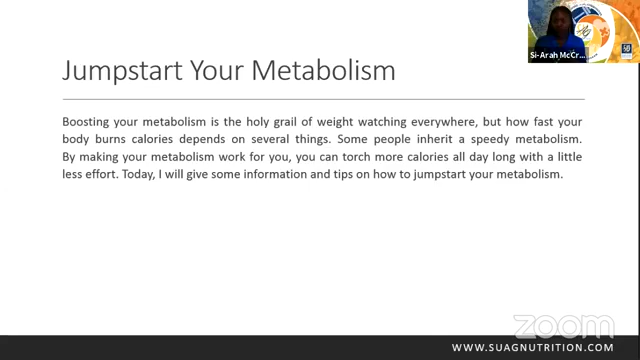 Jumpstart Your Metabolism
Boosting your metabolism is the holy grail of weight watching everywhere, but how fast your
body burns calories depends on several things. Some people inherit a speedy metabolism.
By making your metabolism work for you, you can torch more calories all day long with a little
less effort. Today, I will give some information and tips on how to jumpstart your metabolism.
Si-Arah McCr...
zoom
WWW.SUAGNUTRITION.COM